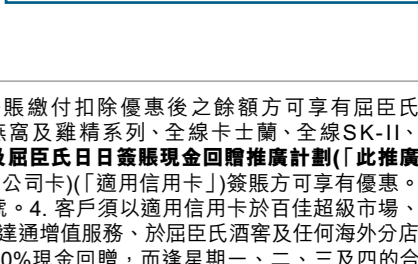 賬繳付扣除優惠後之餘額方可享有屈臣氏
燕窩及雞精系列、全線卡士蘭、全線SK-II、
及屈臣氏日日簽賬現金回贈推廣計劃(「此推廣
公司卡)(「適用信用卡」)簽賬方可享有優惠。
號。4. 客戶須以適用信用卡於百佳超級市場、
達通增值服務、於屈臣氏酒窖及任何海外分店
0%現金回贈，而逢星期一、二、三及四的合